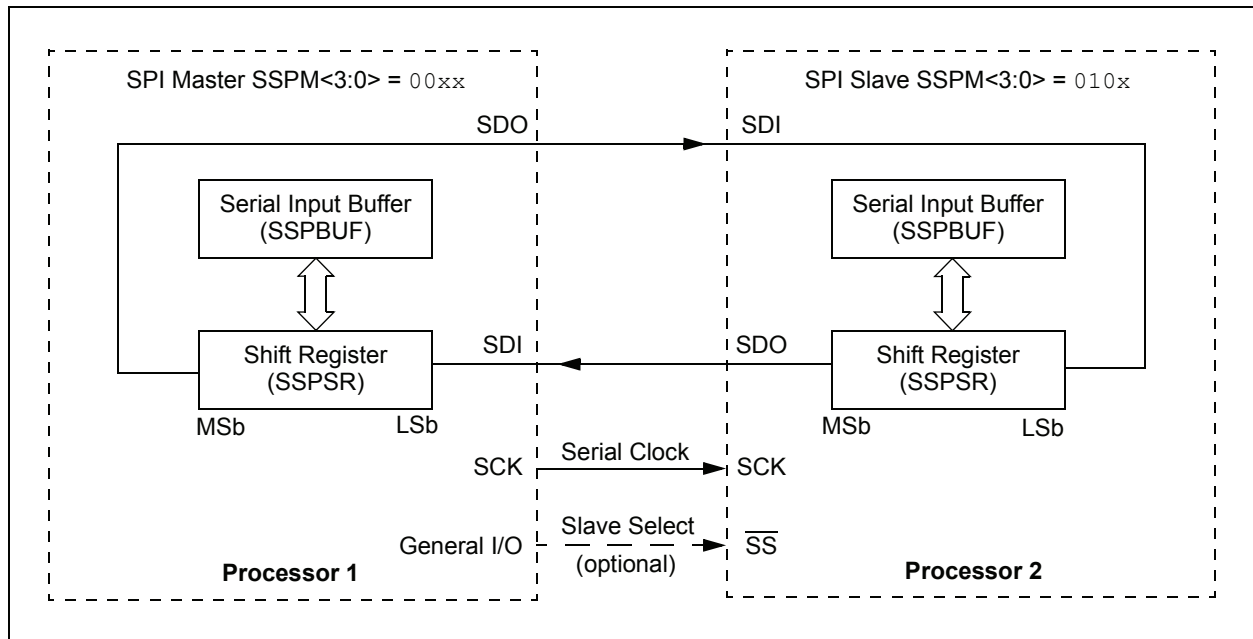 SPI Master SSPM<3:0> = 00xx
SPI Slave SSPM<3:0> = 010x
SDO
SDI
Serial Input Buffer
(SSPBUF)
Serial Input Buffer
(SSPBUF)
SDI
SDO
Shift Register
(SSPSR)
Shift Register
(SSPSR)
MSb
LSb
MSb
LSb
SCK
Serial Clock
SCK
General I/O
Slave Select
(optional)
SS
Processor 1
Processor 2